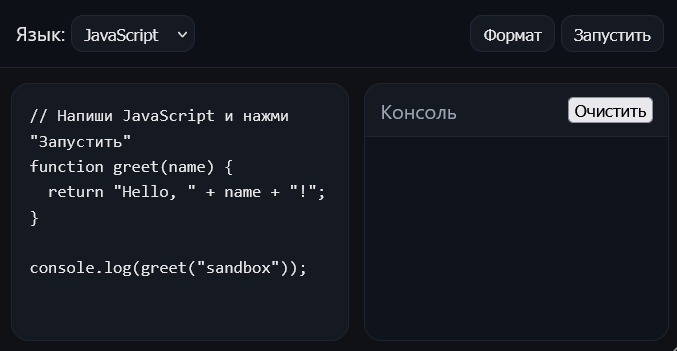 Язык: JavaScript Формат Запустить
// Напиши JavaScript и нажми
"Запустить"
function greet(name) {
  return "Hello, " + name + "!";
}

console.log(greet("sandbox"));
Консоль Очистить